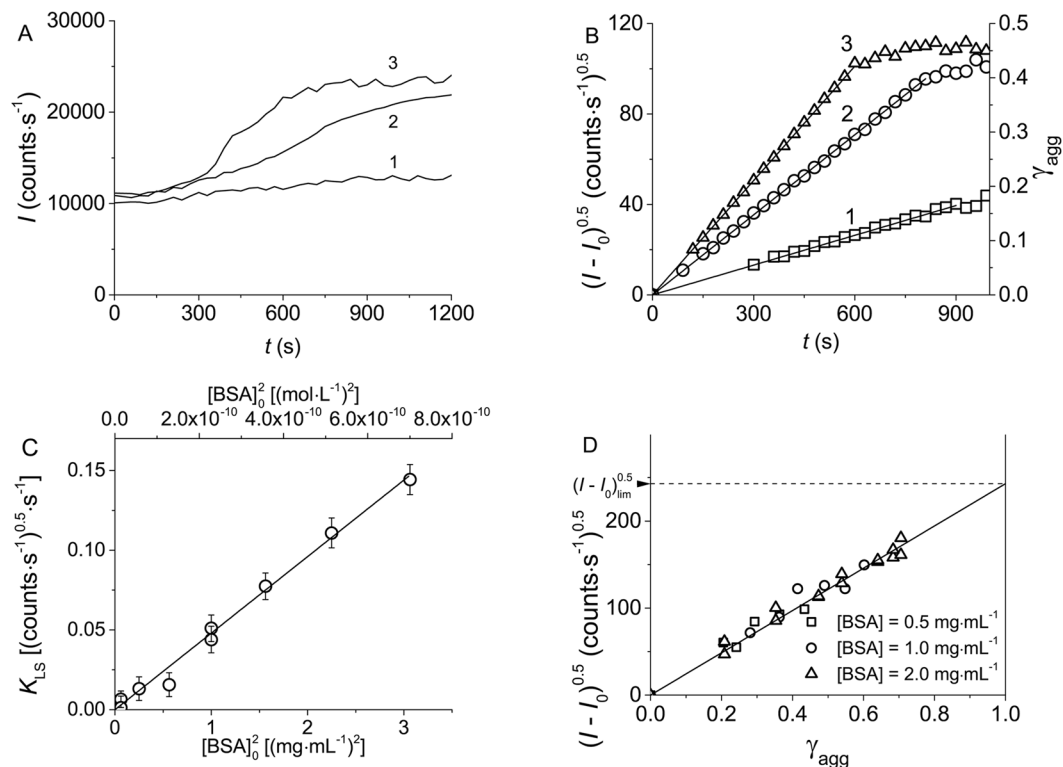 A
30000
20000
10000
0
I (counts·s⁻¹)
3
2
1
0 300 600 900 1200
t (s)
B
120
80
40
0
(I - I₀)^0.5 (counts·s⁻¹)^0.5
3
2
1
0.5
0.4
0.3
0.2
0.1
0.0
γ_agg
0 300 600 900
t (s)
[BSA]₀² [(mol·L⁻¹)²]
0.0 2.0x10⁻¹⁰ 4.0x10⁻¹⁰ 6.0x10⁻¹⁰ 8.0x10⁻¹⁰
C
0.15
0.10
0.05
0.00
K_LS [(counts·s⁻¹)^0.5·s⁻¹]
0 1 2 3
[BSA]₀² [(mg·mL⁻¹)²]
D
(I - I₀)_lim^0.5
200
150
100
50
0
(I - I₀)^0.5 (counts·s⁻¹)^0.5
[BSA] = 0.5 mg·mL⁻¹
[BSA] = 1.0 mg·mL⁻¹
[BSA] = 2.0 mg·mL⁻¹
0.0 0.2 0.4 0.6 0.8 1.0
γ_agg